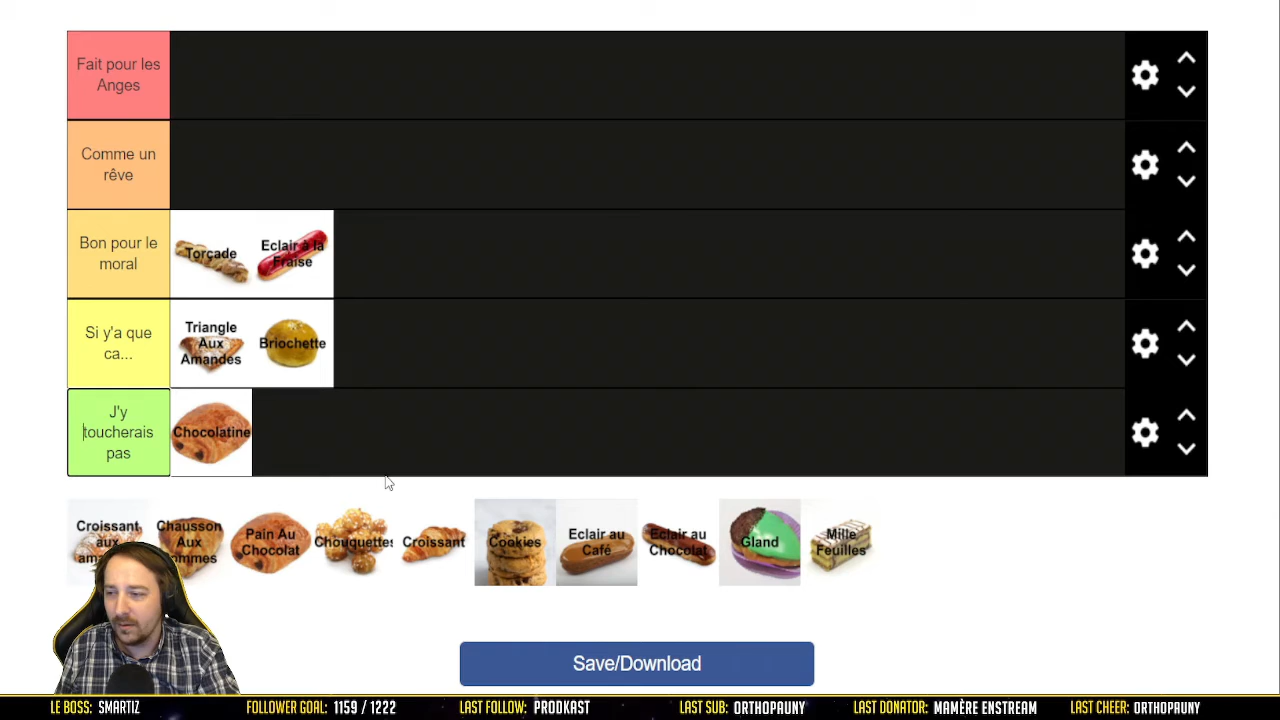 Fait pour les
Anges
Comme un
rêve
Bon pour le
moral
Torçade
Eclair à la
Fraise
Si y'a que
ca...
Triangle
Aux
Amandes
Briochette
J'y
toucherais
pas
Chocolatine
Croissant
aux
Chausson
Aux
Pain Au
Chocolat
Chouquettes
Croissant
Cookies
Eclair au
Café
Eclair au
Chocolat
Gland
Mille
Feuilles
Save/Download
LE BOSS: SMARTIZ
FOLLOWER GOAL: 1159 / 1222
LAST FOLLOW: PRODKAST
LAST SUB: ORTHOPAUNY
LAST DONATOR: MAMÈRE ENSTREAM
LAST CHEER: ORTHOPAUNY